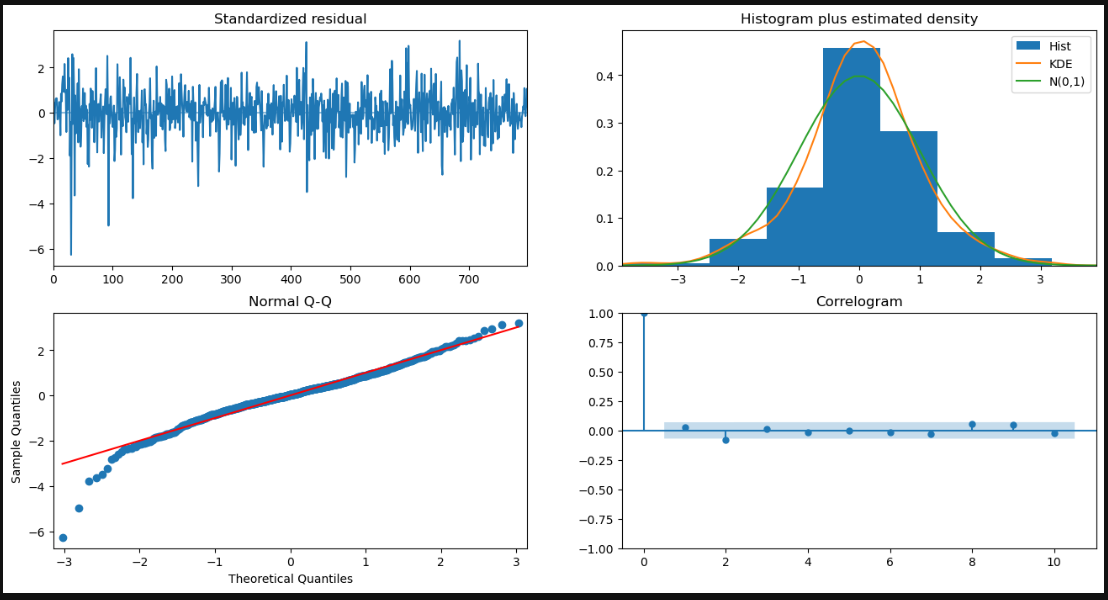 Standardized residual
2
0
−2
−4
−6
0 100 200 300 400 500 600 700
Histogram plus estimated density
Hist
KDE
N(0,1)
0.4
0.3
0.2
0.1
0.0
−3 −2 −1 0 1 2 3
Normal Q-Q
Sample Quantiles
2
0
−2
−4
−6
−3 −2 −1 0 1 2 3
Theoretical Quantiles
Correlogram
1.00
0.75
0.50
0.25
0.00
−0.25
−0.50
−0.75
−1.00
0 2 4 6 8 10